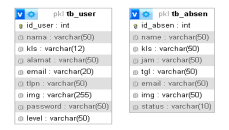 pkl tb_user
id_user : int
nama : varchar(50)
kls : varchar(12)
alamat : varchar(50)
email : varchar(20)
tlpn : varchar(50)
img : varchar(255)
password : varchar(50)
level : varchar(50)
pkl tb_absen
id_absen : int
name : varchar(50)
kls : varchar(50)
jam : varchar(50)
tgl : varchar(50)
email : varchar(50)
img : varchar(50)
status : varchar(10)